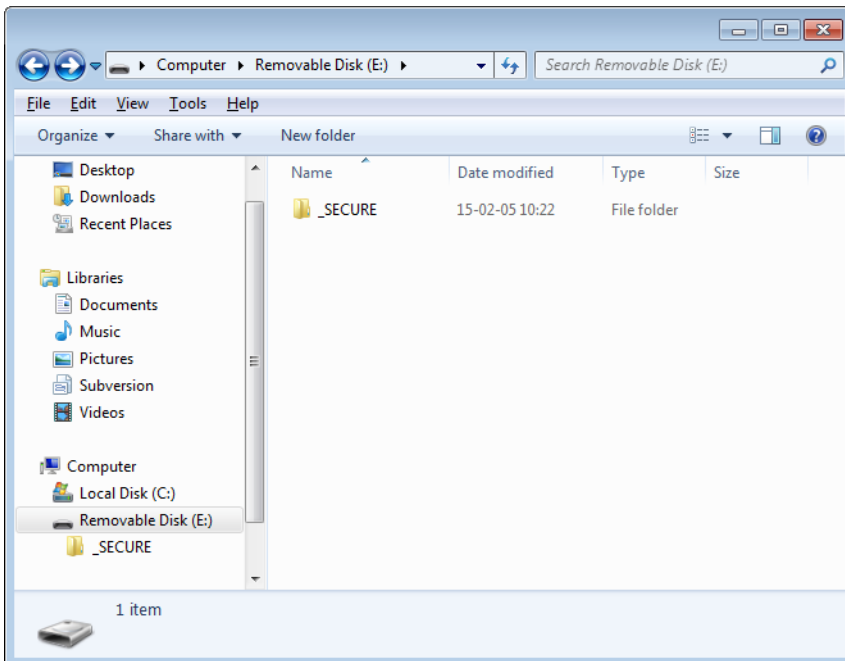 Computer Removable Disk (E:) Search Removable Disk (E:)
File Edit View Tools Help
Organize Share with New folder
Desktop
Downloads
Recent Places
Libraries
Documents
Music
Pictures
Subversion
Videos
Computer
Local Disk (C:)
Removable Disk (E:)
_SECURE
Name Date modified Type Size
_SECURE 15-02-05 10:22 File folder
1 item